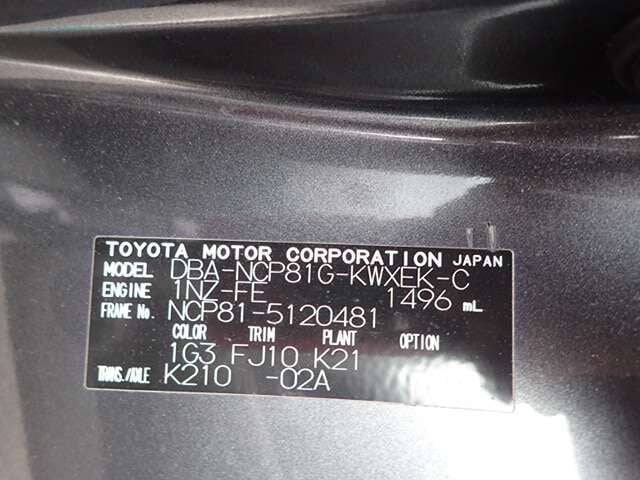 TOYOTA MOTOR CORPORATION JAPAN
MODEL DBA-NCP81G-KWXEK-C
ENGINE 1NZ-FE 1496 mL
FRAME No. NCP81-5120481
COLOR TRIM PLANT OPTION
1G3 FJ10 K21
TRANS./AXLE K210 -02A